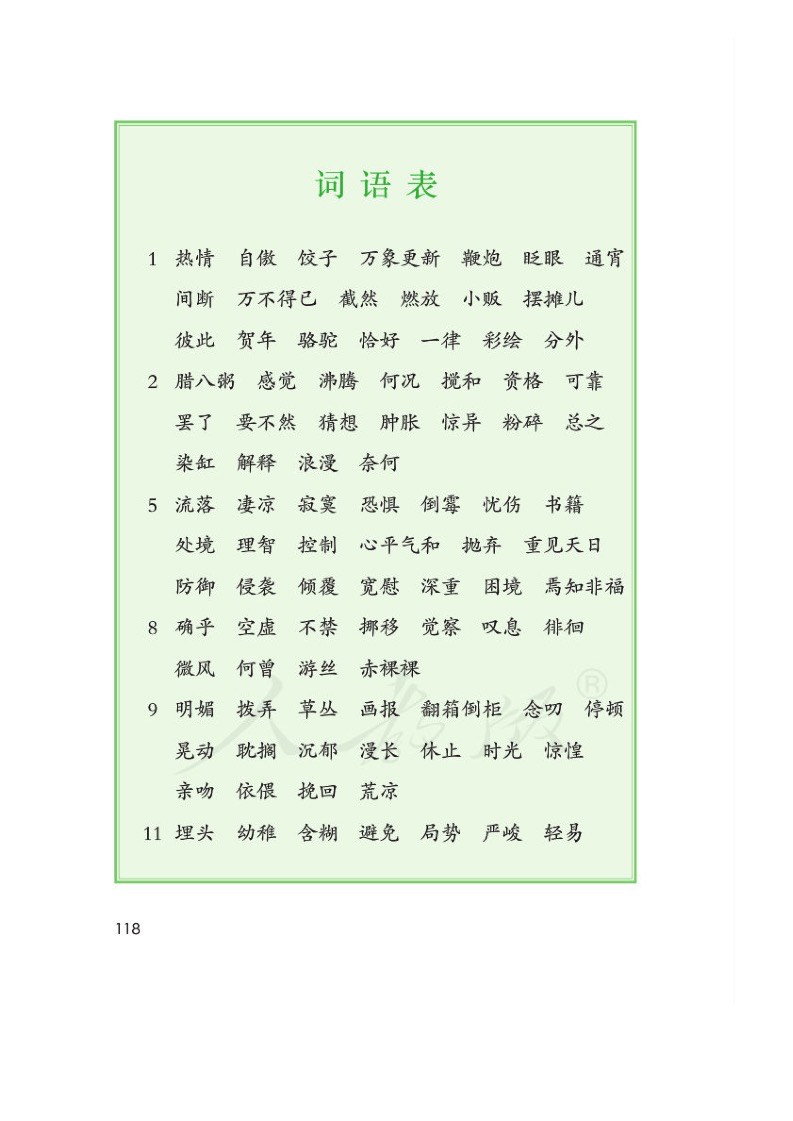 词语表
1 热情 自傲 饺子 万象更新 鞭炮 眨眼 通宵
间断 万不得已 截然 燃放 小贩 摆摊儿
彼此 贺年 骆驼 恰好 一律 彩绘 分外
2 腊八粥 感觉 沸腾 何况 搅和 资格 可靠
罢了 要不然 猜想 肿胀 惊异 粉碎 总之
染缸 解释 浪漫 奈何
5 流落 凄凉 寂寞 恐惧 倒霉 忧伤 书籍
处境 理智 控制 心平气和 抛弃 重见天日
防御 侵袭 倾覆 宽慰 深重 困境 焉知非福
8 确乎 空虚 不禁 挪移 觉察 叹息 徘徊
微风 何曾 游丝 赤裸裸
9 明媚 拨弄 草丛 画报 翻箱倒柜 念叨 停顿
晃动 耽搁 沉郁 漫长 休止 时光 惊惶
亲吻 依偎 挽回 荒凉
11 埋头 幼稚 含糊 避免 局势 严峻 轻易
人教版®
118